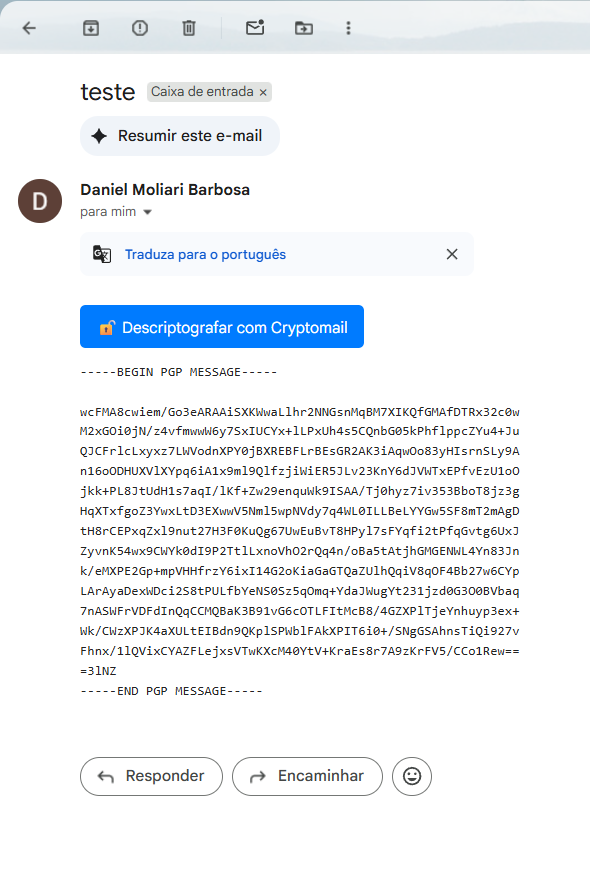 teste
Caixa de entrada ×
Resumir este e-mail
D
Daniel Moliari Barbosa
para mim
Traduza para o português
Descriptografar com Cryptomail
-----BEGIN PGP MESSAGE-----
wcFMA8cwiem/Go3eARAAiSXKWwaLlhr2NNGsnMqBM7XIKQfGMAfDTRx32c0w
M2xGOi0jN/z4vfmwwW6y7SxIUCYx+lLPxUh4s5CQnbG05kPhflppcZYu4+Ju
QJCFrlcLxyxz7LWVodnXPY0jBXREBFLrBEsGR2AK3iAqwOo83yHIsrnSLy9A
n16oODHUXVlXYpq6iA1x9ml9QlfzjiWiER5JLv23KnY6dJVWTxEPfvEzU1oO
jkk+PL8JtUdH1s7aqI/lKf+Zw29enquWk9ISAA/Tj0hyz7iv353BboT8jz3g
HqXTxfgoZ3YwxLtD3EXwwV5Nml5wpNVdy7q4WL0ILLBeLYYGw5SF8mT2mAgD
tH8rCEPxqZxl9nut27H3F0KuQg67UwEuBvT8HPyl7sFYqfi2tPfqGvtg6UxJ
ZyvnK54wx9CWYk0dI9P2TtlLxnoVhO2rQq4n/oBa5tAtjhGMGENWL4Yn83Jn
k/eMXPE2Gp+mpVHHfrzY6ixI14G2oKiaGaGTQaZUlhQqiV8qOF4Bb27w6CYp
LArAyaDexWDci2S8tPULfbYeNS0Sz5qOmq+YdaJWugYt231jzd0G3O0BVbaq
7nASWFrVDFdInQqCCMQBaK3B91vG6cOTLFItMcB8/4GZXPlTjeYnhuyp3ex+
Wk/CWzXPJK4aXULtEIBdn9QKplSPWblFAkXPIT6i0+/SNgGSAhnsTiQi927v
Fhnx/1lQVixCYAZFLejxsVTwKXcM40YtV+KraEs8r7A9zKrFV5/CCo1Rew==
=3lNZ
-----END PGP MESSAGE-----
Responder
Encaminhar